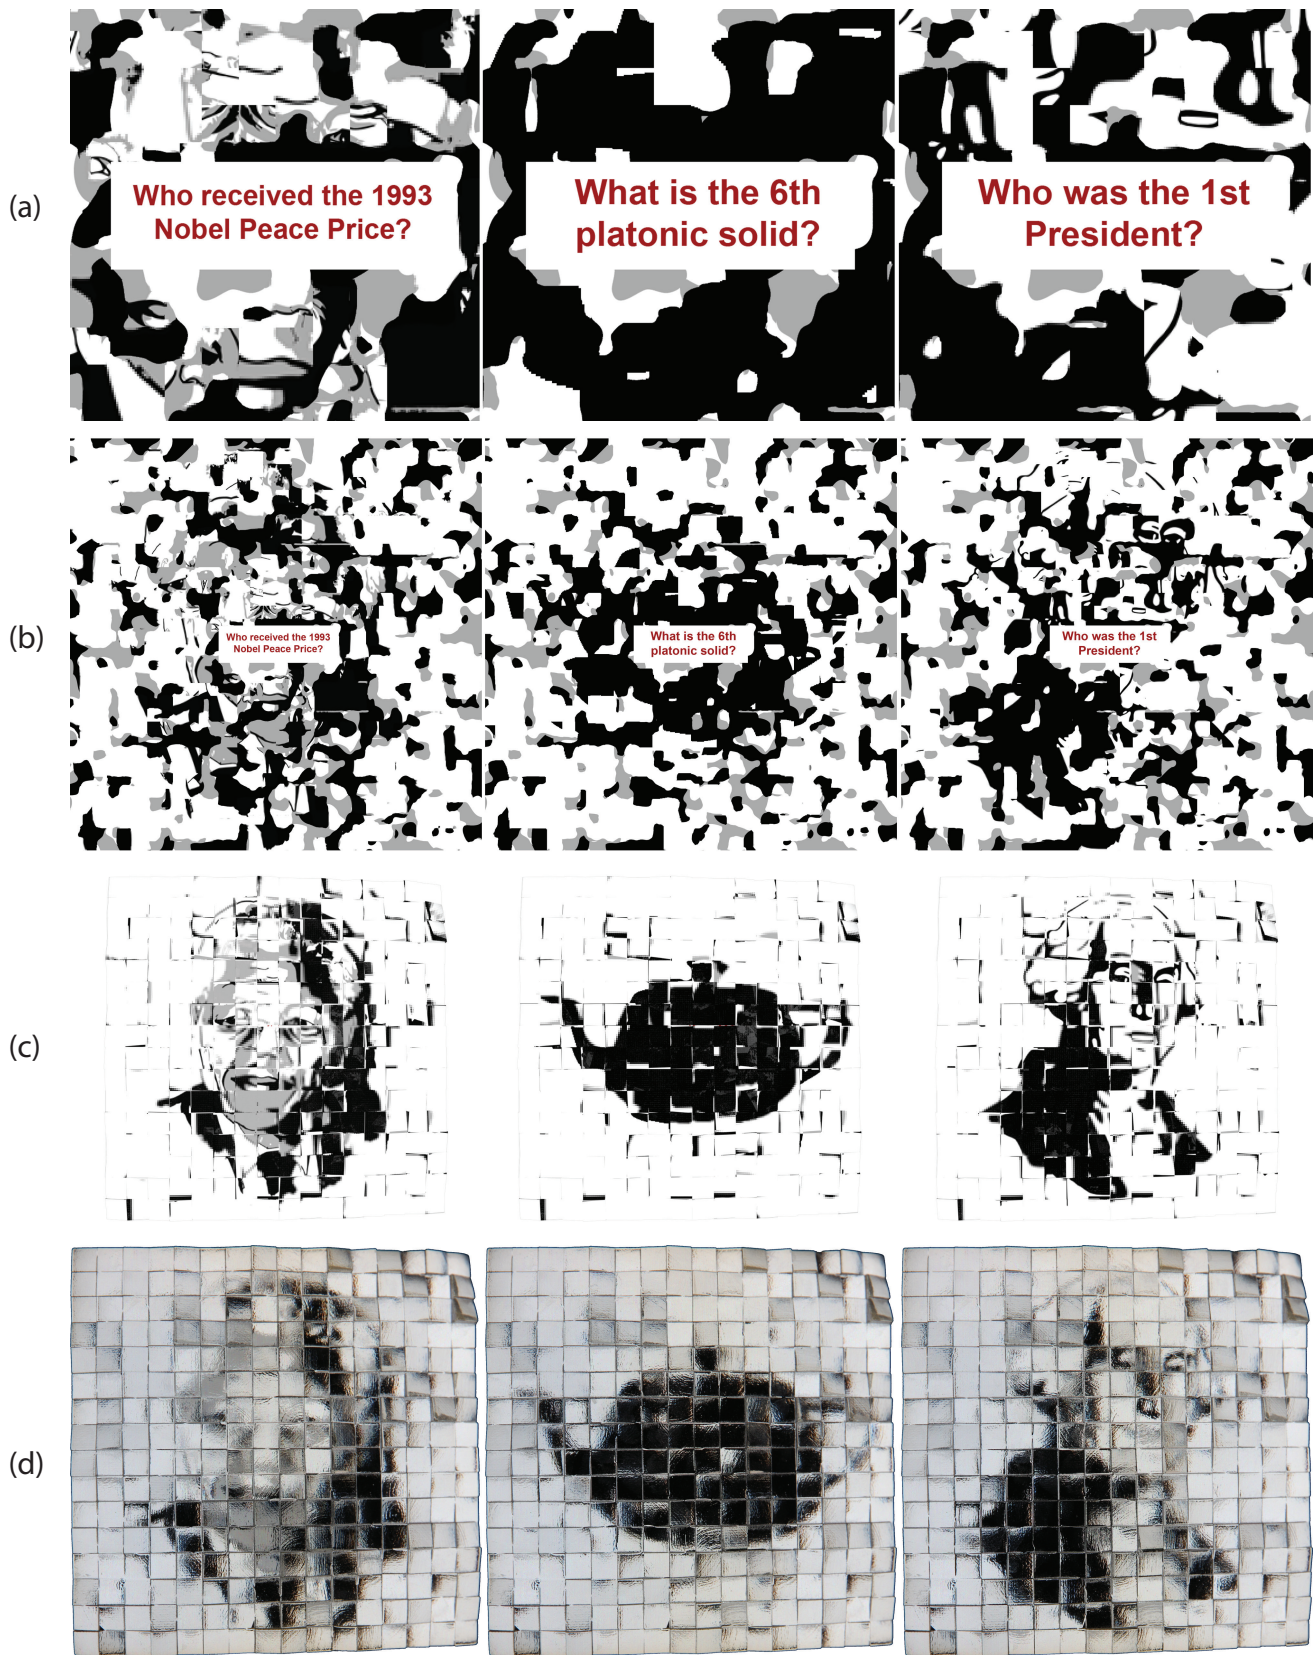 (a)
Who received the 1993
Nobel Peace Price?
What is the 6th
platonic solid?
Who was the 1st
President?
(b)
Who received the 1993
Nobel Peace Price?
What is the 6th
platonic solid?
Who was the 1st
President?
(c)
(d)